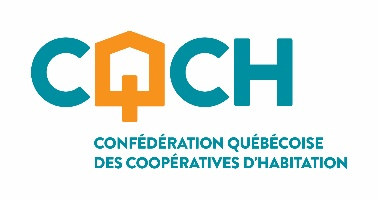 CQCH
CONFÉDÉRATION QUÉBÉCOISE
DES COOPÉRATIVES D'HABITATION